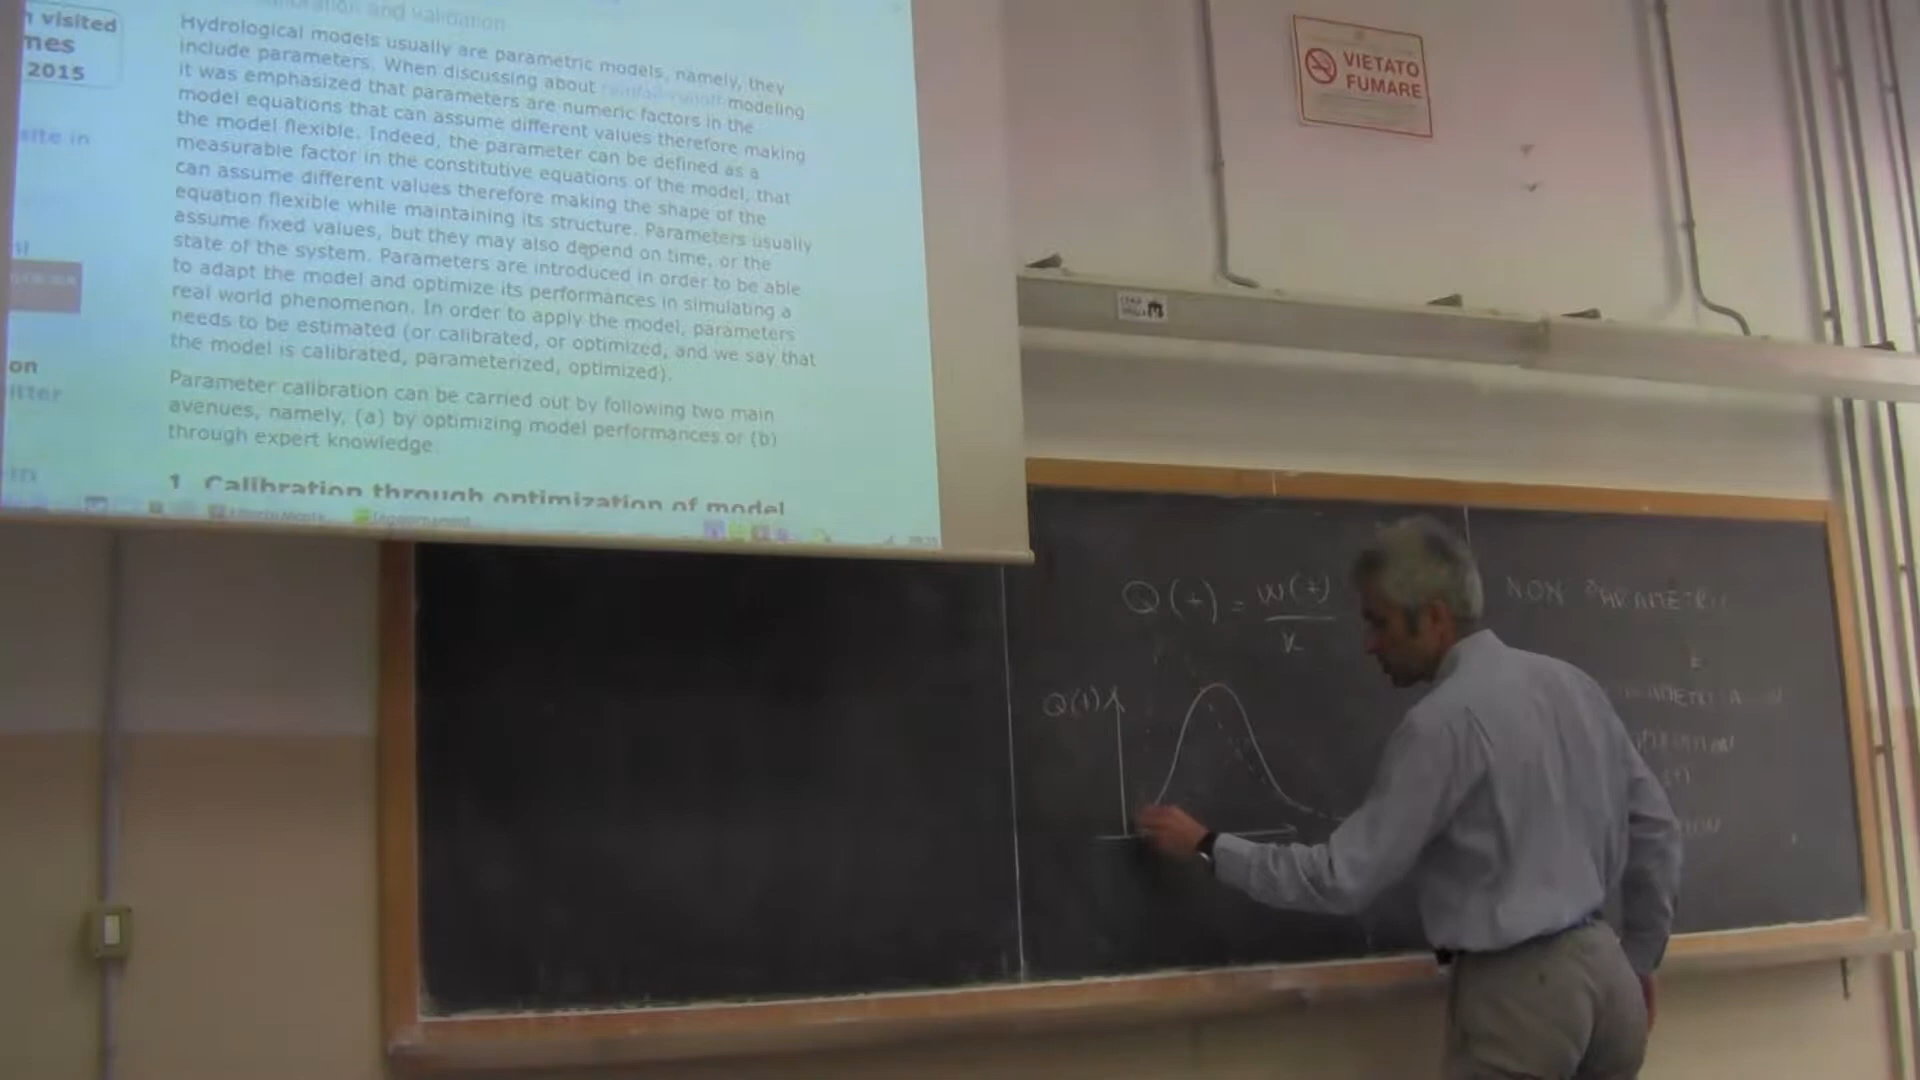 visited
mes
2015
site in
on
itter
calibration and validation
Hydrological models usually are parametric models, namely, they
include parameters. When discussing about rainfall-runoff modeling
it was emphasized that parameters are numeric factors in the
model equations that can assume different values therefore making
the model flexible. Indeed, the parameter can be defined as a
measurable factor in the constitutive equations of the model, that
can assume different values therefore making the shape of the
equation flexible while maintaining its structure. Parameters usually
assume fixed values, but they may also depend on time, or the
state of the system. Parameters are introduced in order to be able
to adapt the model and optimize its performances in simulating a
real world phenomenon. In order to apply the model, parameters
needs to be estimated (or calibrated, or optimized, and we say that
the model is calibrated, parameterized, optimized).
Parameter calibration can be carried out by following two main
avenues, namely, (a) by optimizing model performances or (b)
through expert knowledge.
1 Calibration through optimization of model
VIETATO
FUMARE
Q(t) = W(t)
K
Q(t)
NON